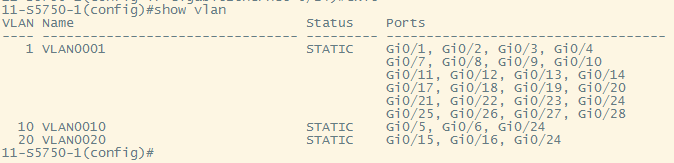 11-S5750-1(config)#show vlan
VLAN Name                             Status    Ports
---- -------------------------------- --------- -----------------------------------
   1 VLAN0001                         STATIC    Gi0/1, Gi0/2, Gi0/3, Gi0/4
                                                Gi0/7, Gi0/8, Gi0/9, Gi0/10
                                                Gi0/11, Gi0/12, Gi0/13, Gi0/14
                                                Gi0/17, Gi0/18, Gi0/19, Gi0/20
                                                Gi0/21, Gi0/22, Gi0/23, Gi0/24
                                                Gi0/25, Gi0/26, Gi0/27, Gi0/28
  10 VLAN0010                         STATIC    Gi0/5, Gi0/6, Gi0/24
  20 VLAN0020                         STATIC    Gi0/15, Gi0/16, Gi0/24
11-S5750-1(config)#